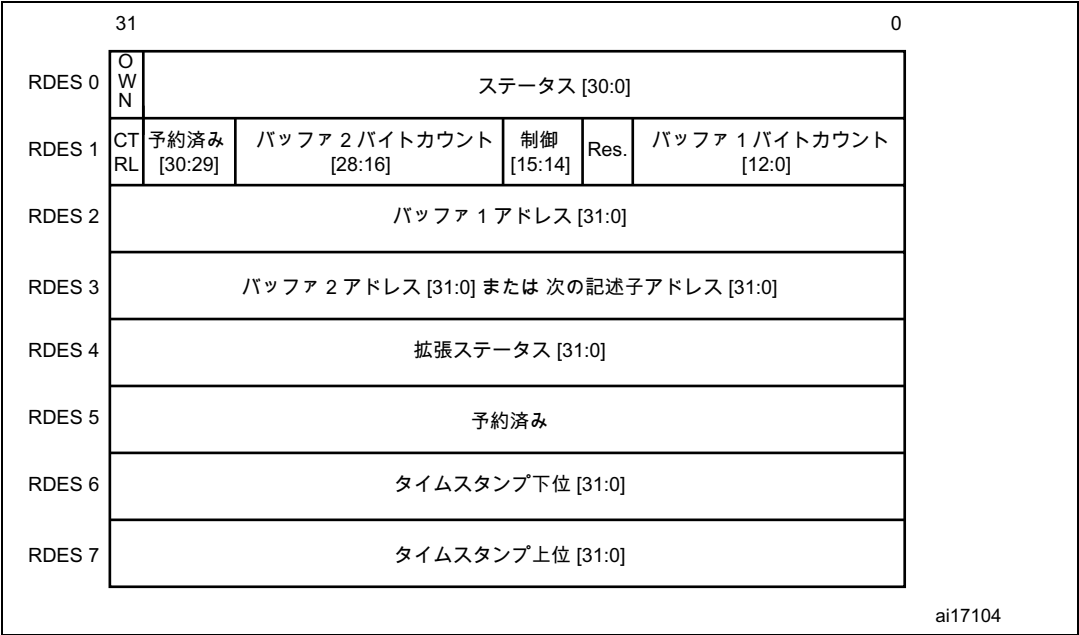 31 0
RDES 0 OWN ステータス [30:0]
RDES 1 CTRL 予約済み [30:29] バッファ 2 バイトカウント [28:16] 制御 [15:14] Res. バッファ 1 バイトカウント [12:0]
RDES 2 バッファ 1 アドレス [31:0]
RDES 3 バッファ 2 アドレス [31:0] または 次の記述子アドレス [31:0]
RDES 4 拡張ステータス [31:0]
RDES 5 予約済み
RDES 6 タイムスタンプ下位 [31:0]
RDES 7 タイムスタンプ上位 [31:0]
ai17104